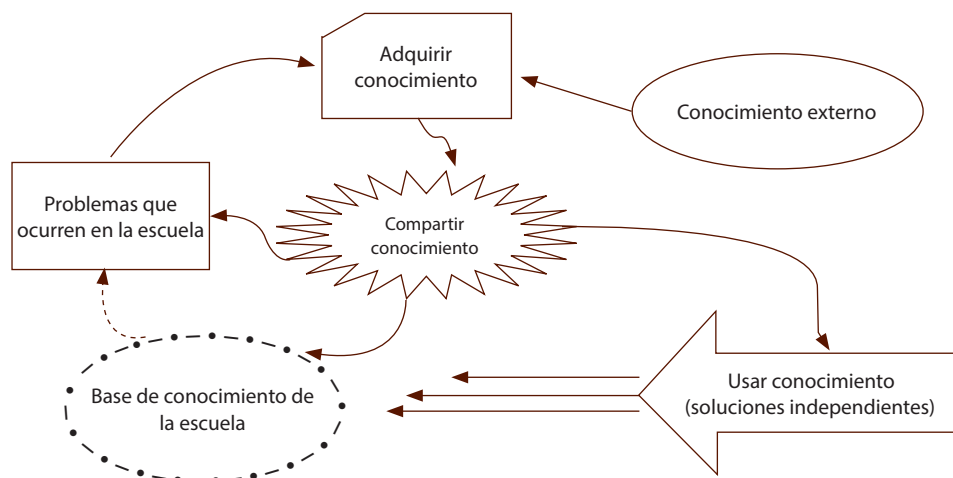 Adquirir
conocimiento
Conocimiento externo
Problemas que
ocurren en la escuela
Compartir
conocimiento
Base de conocimiento de
la escuela
Usar conocimiento
(soluciones independientes)